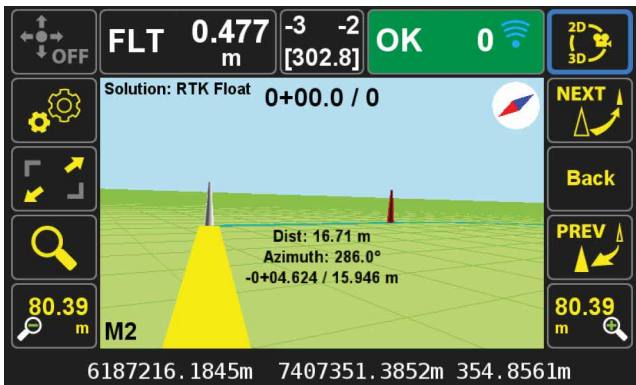 OFF
FLT 0.477 m
-3 -2
[302.8]
OK 0
2D
3D
Solution: RTK Float
0+00.0 / 0
NEXT
Back
PREV
Dist: 16.71 m
Azimuth: 286.0°
-0+04.624 / 15.946 m
80.39
m
M2
80.39
m
6187216.1845m 7407351.3852m 354.8561m